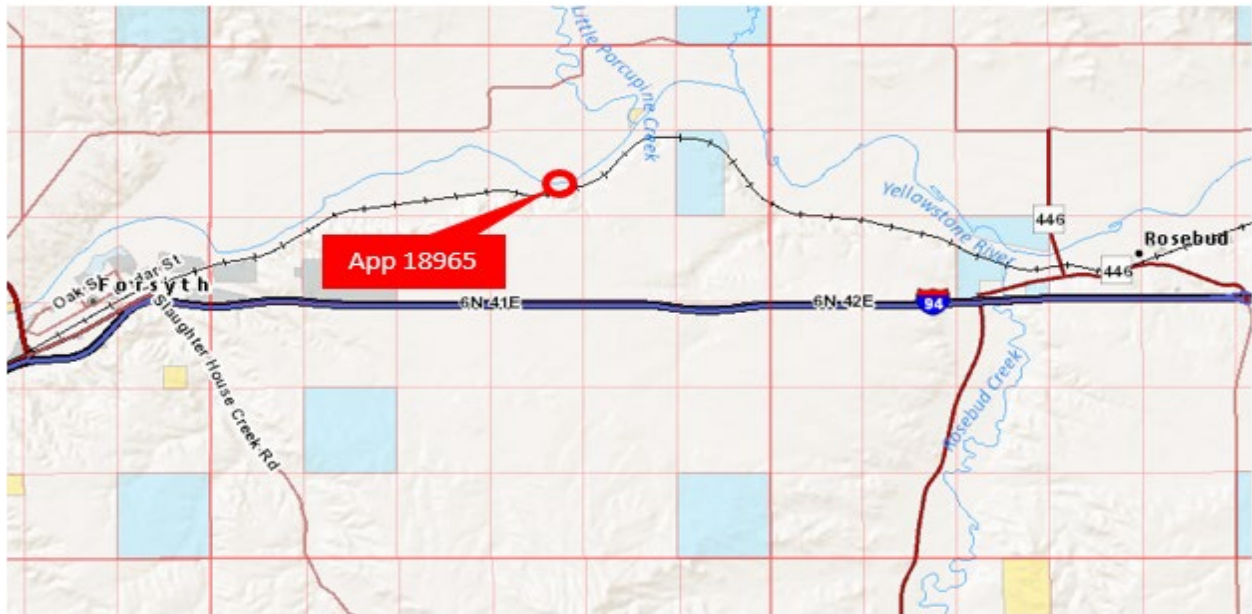 Little Porcupine Creek
Yellowstone River
446
Rosebud
446
App 18965
Oak St
dar St
Forsyth
6N 41E
6N 42E
94
Slaughter House Creek Rd
Rosebud Creek